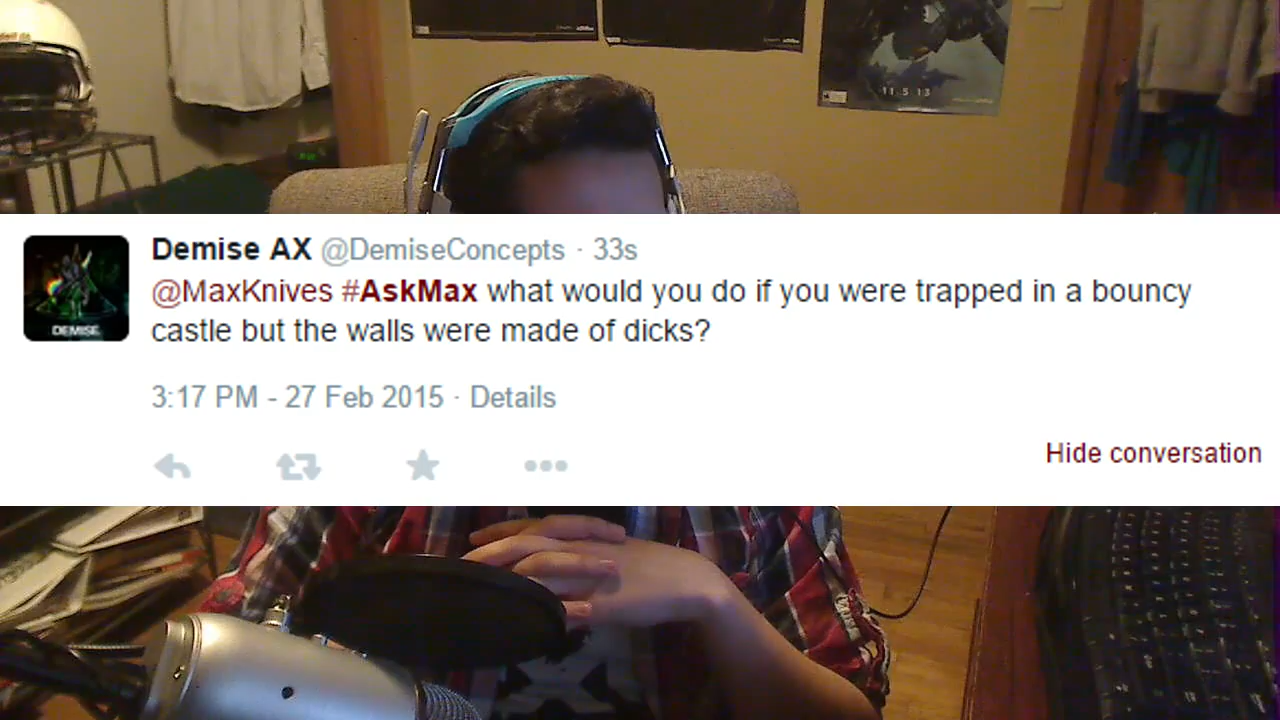 11 5 13
Demise AX @DemiseConcepts · 33s
@MaxKnives #AskMax what would you do if you were trapped in a bouncy
castle but the walls were made of dicks?
DEMISE
3:17 PM - 27 Feb 2015 · Details
Hide conversation